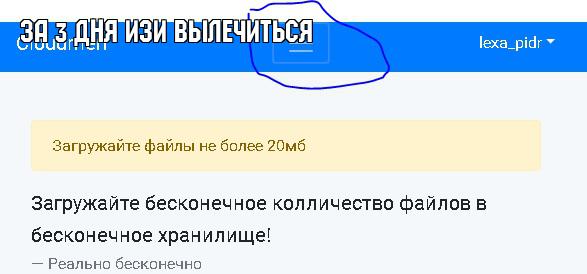 ЗА 3 ДНЯ ИЗИ ВЫЛЕЧИТЬСЯ
lexa_pidr
Загружайте файлы не более 20мб
Загружайте бесконечное колличество файлов в
бесконечное хранилище!
— Реально бесконечно